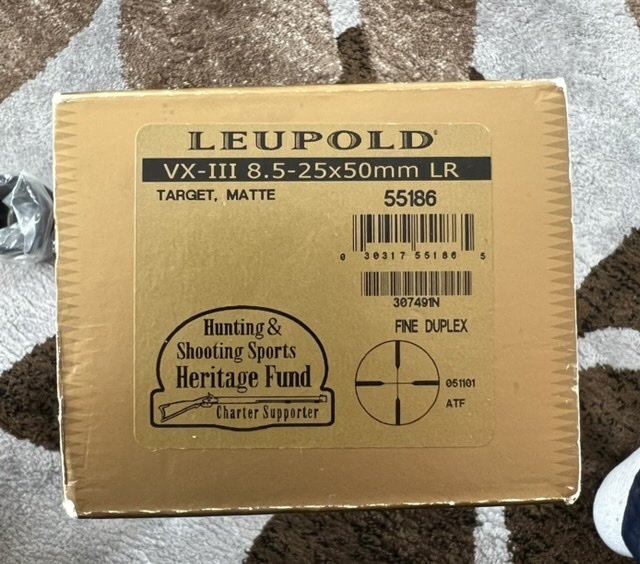 LEUPOLD®
VX-III 8.5-25x50mm LR
TARGET, MATTE
55186
0 30317 55186 5
307491N
FINE DUPLEX
Hunting &
Shooting Sports
Heritage Fund
Charter Supporter
051101
ATF